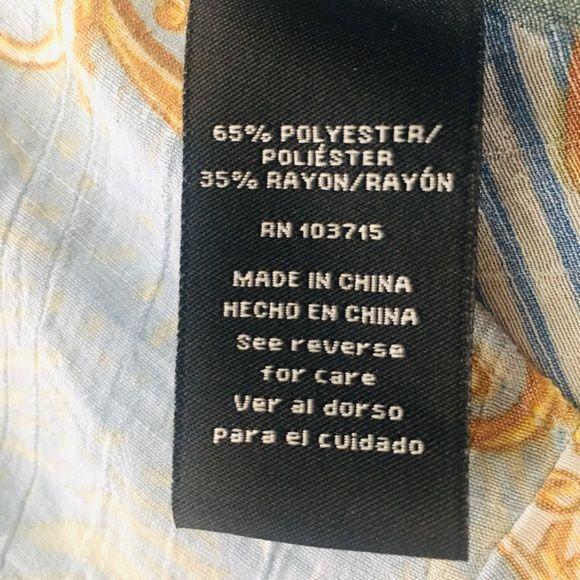 65% POLYESTER/
POLIÉSTER
35% RAYON/RAYÓN
RN 103715
MADE IN CHINA
HECHO EN CHINA
See reverse
for care
Ver al dorso
para el cuidado